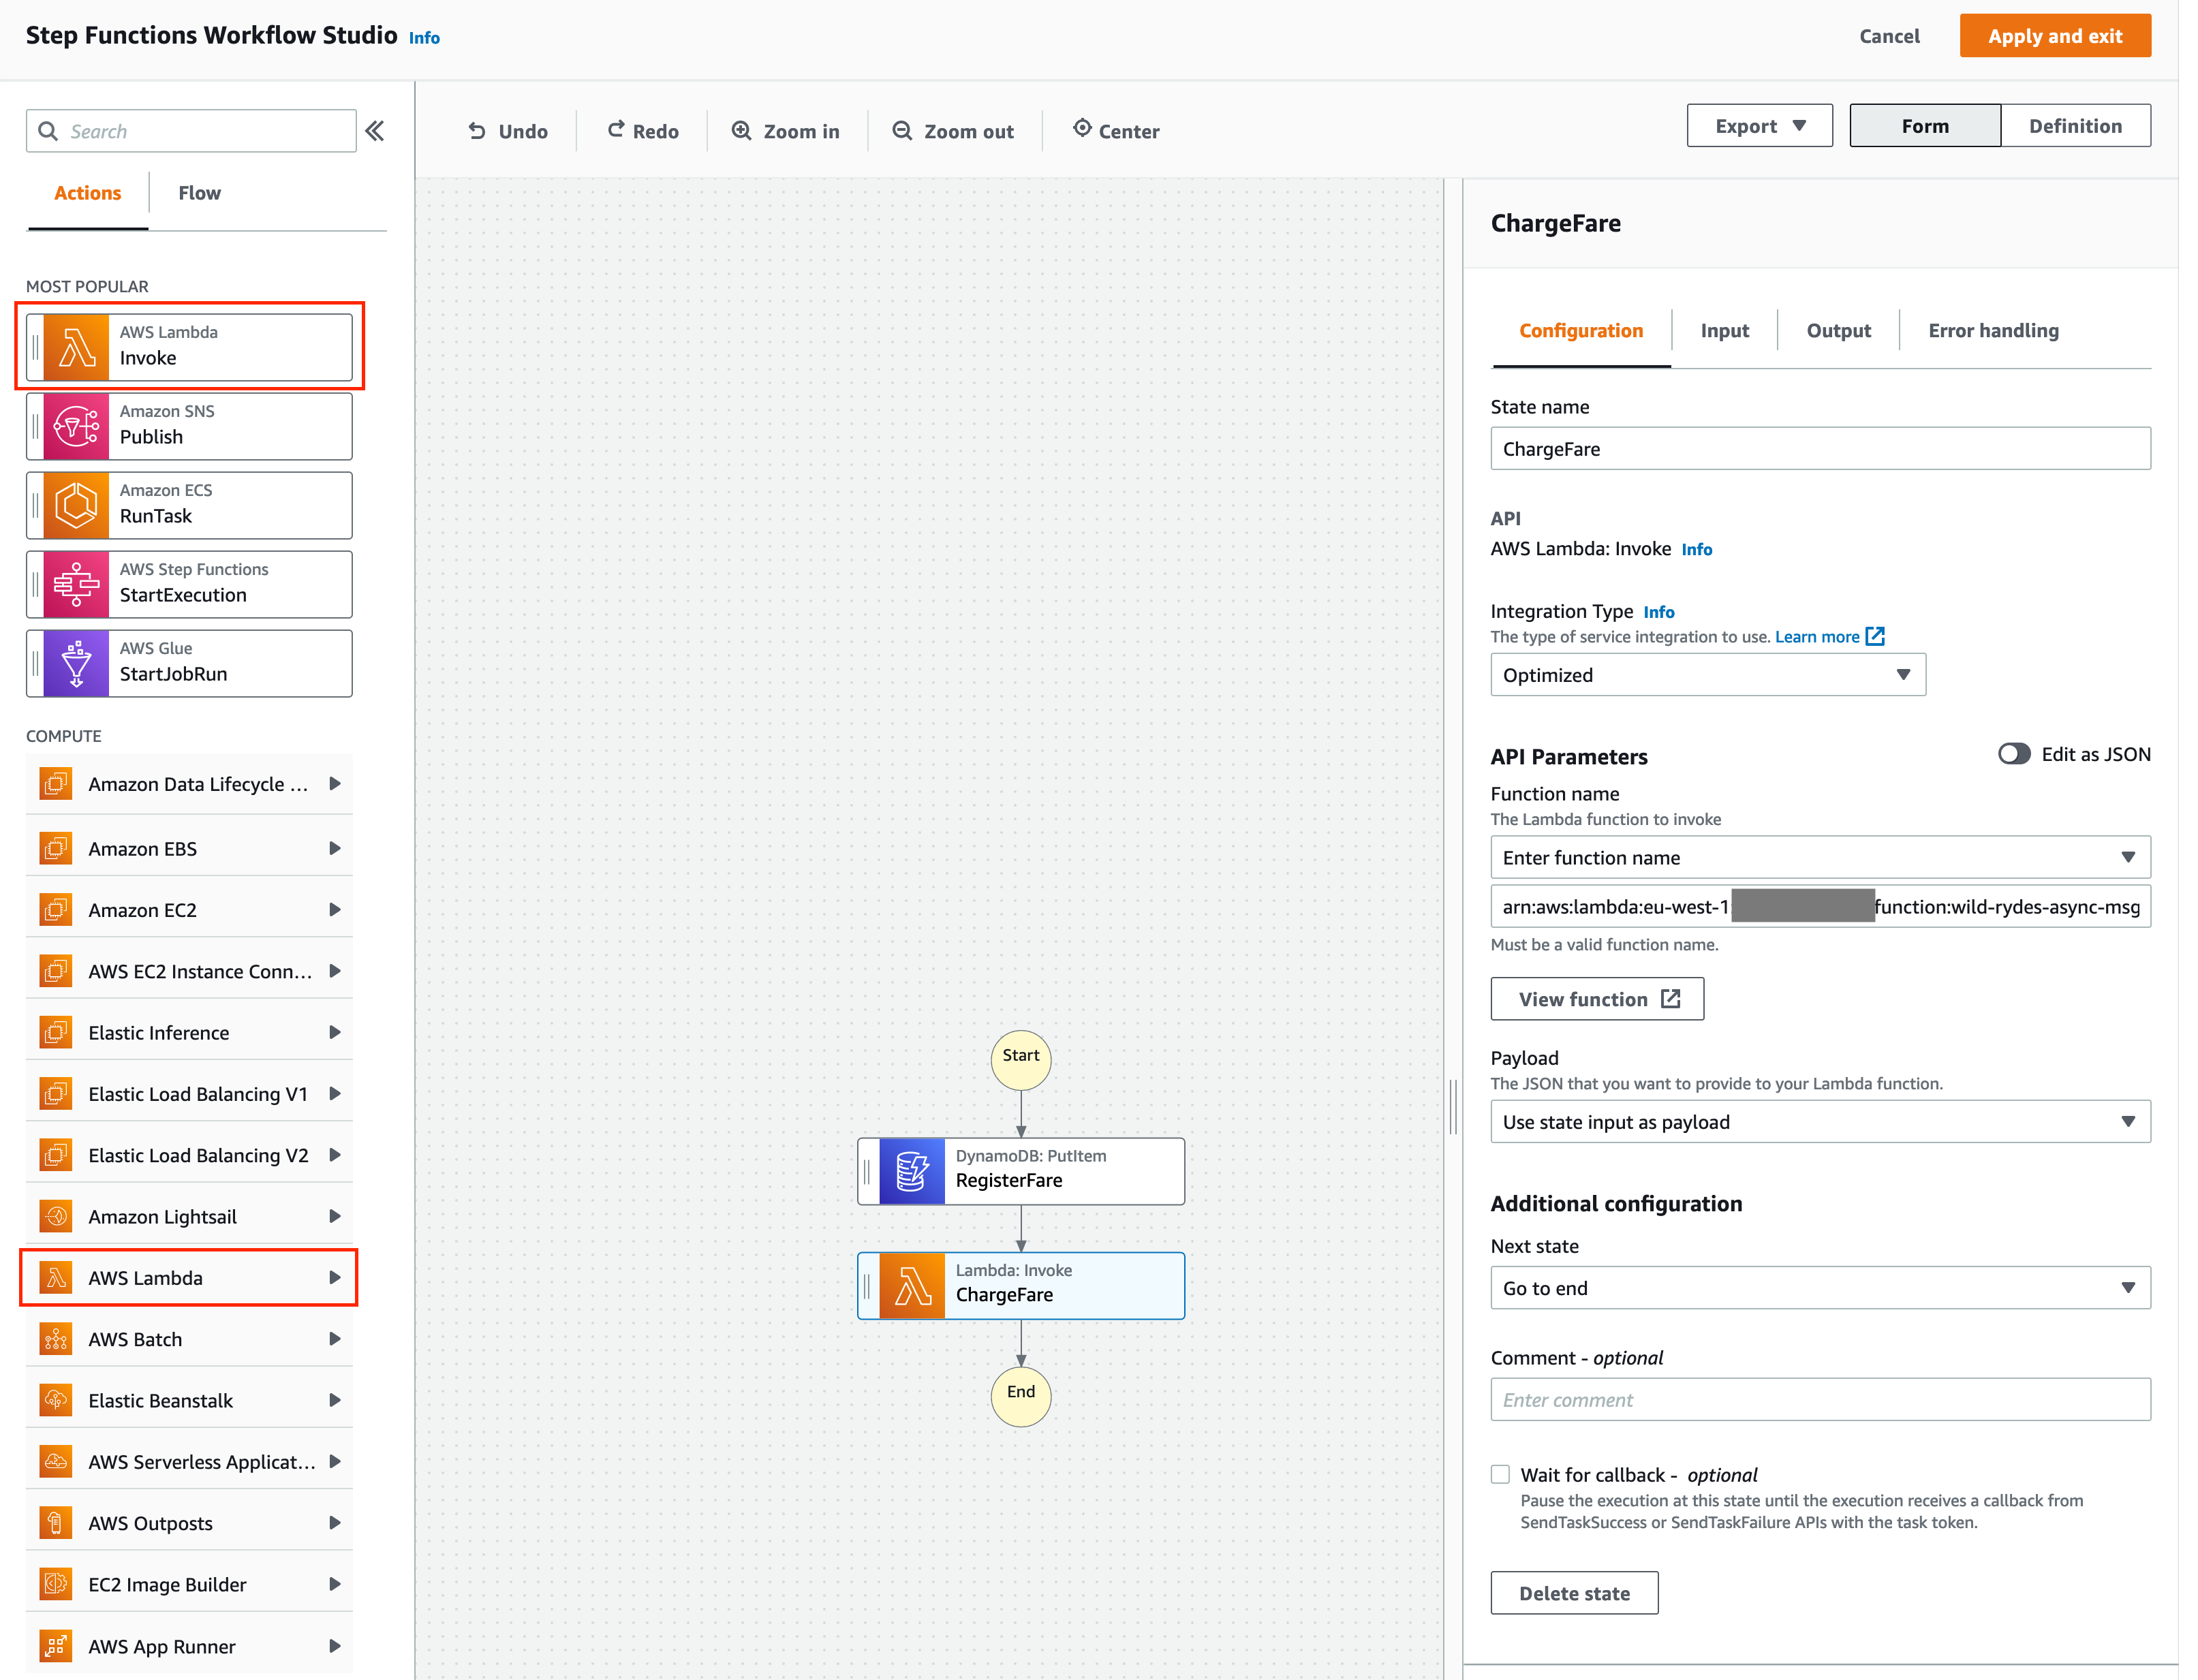 Step Functions Workflow Studio Info
Cancel
Apply and exit
Search
Actions
Flow
MOST POPULAR
AWS Lambda
Invoke
Amazon SNS
Publish
Amazon ECS
RunTask
AWS Step Functions
StartExecution
AWS Glue
StartJobRun
COMPUTE
Amazon Data Lifecycle ...
Amazon EBS
Amazon EC2
AWS EC2 Instance Conn...
Elastic Inference
Elastic Load Balancing V1
Elastic Load Balancing V2
Amazon Lightsail
AWS Lambda
AWS Batch
Elastic Beanstalk
AWS Serverless Applicat...
AWS Outposts
EC2 Image Builder
AWS App Runner
Undo
Redo
Zoom in
Zoom out
Center
Export
Form
Definition
Start
DynamoDB: PutItem
RegisterFare
Lambda: Invoke
ChargeFare
End
ChargeFare
Configuration
Input
Output
Error handling
State name
ChargeFare
API
AWS Lambda: Invoke Info
Integration Type Info
The type of service integration to use. Learn more
Optimized
API Parameters
Edit as JSON
Function name
The Lambda function to invoke
Enter function name
arn:aws:lambda:eu-west-1 function:wild-rydes-async-msg
Must be a valid function name.
View function
Payload
The JSON that you want to provide to your Lambda function.
Use state input as payload
Additional configuration
Next state
Go to end
Comment - optional
Enter comment
Wait for callback - optional
Pause the execution at this state until the execution receives a callback from
SendTaskSuccess or SendTaskFailure APIs with the task token.
Delete state